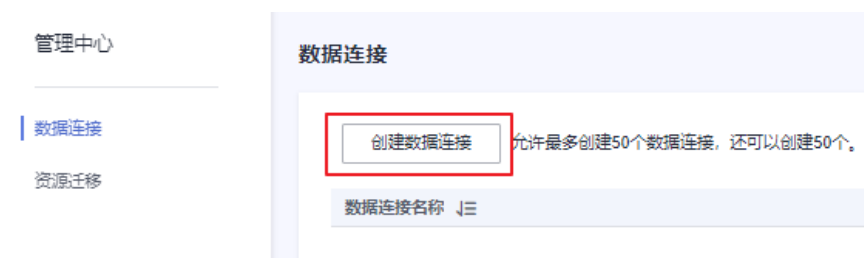 管理中心
数据连接
资源迁移
数据连接
创建数据连接 允许最多创建50个数据连接，还可以创建50个。
数据连接名称